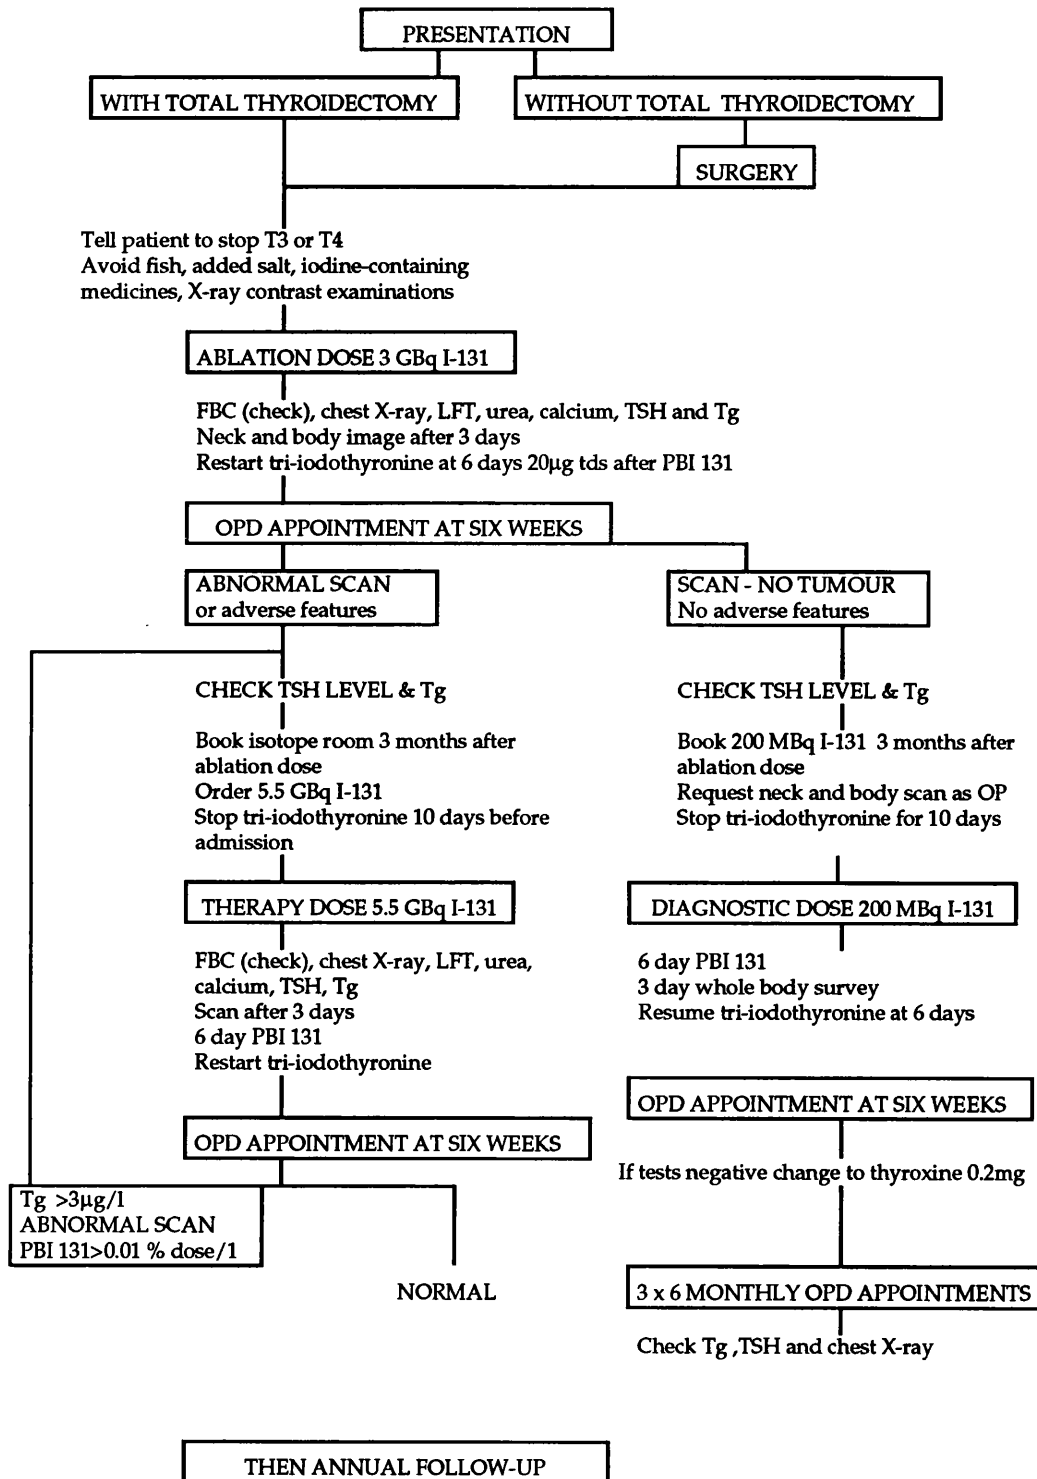 PRESENTATION
WITH TOTAL THYROIDECTOMY
WITHOUT TOTAL THYROIDECTOMY
SURGERY
Tell patient to stop T3 or T4
Avoid fish, added salt, iodine-containing
medicines, X-ray contrast examinations
ABLATION DOSE 3 GBq I-131
FBC (check), chest X-ray, LFT, urea, calcium, TSH and Tg
Neck and body image after 3 days
Restart tri-iodothyronine at 6 days 20µg tds after PBI 131
OPD APPOINTMENT AT SIX WEEKS
ABNORMAL SCAN
or adverse features
CHECK TSH LEVEL & Tg
Book isotope room 3 months after
ablation dose
Order 5.5 GBq I-131
Stop tri-iodothyronine 10 days before
admission
THERAPY DOSE 5.5 GBq I-131
FBC (check), chest X-ray, LFT, urea,
calcium, TSH, Tg
Scan after 3 days
6 day PBI 131
Restart tri-iodothyronine
OPD APPOINTMENT AT SIX WEEKS
Tg >3µg/l
ABNORMAL SCAN
PBI 131>0.01 % dose/1
NORMAL
SCAN - NO TUMOUR
No adverse features
CHECK TSH LEVEL & Tg
Book 200 MBq I-131 3 months after
ablation dose
Request neck and body scan as OP
Stop tri-iodothyronine for 10 days
DIAGNOSTIC DOSE 200 MBq I-131
6 day PBI 131
3 day whole body survey
Resume tri-iodothyronine at 6 days
OPD APPOINTMENT AT SIX WEEKS
If tests negative change to thyroxine 0.2mg
3 x 6 MONTHLY OPD APPOINTMENTS
Check Tg ,TSH and chest X-ray
THEN ANNUAL FOLLOW-UP